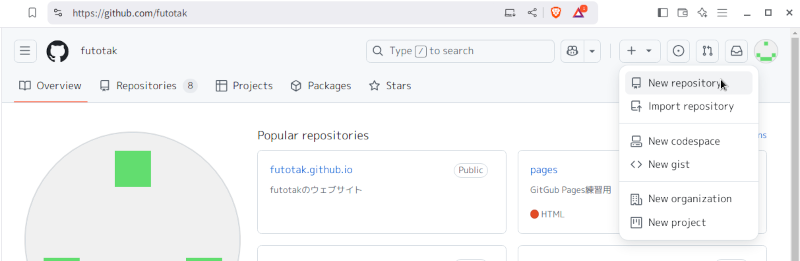 https://github.com/futotak
futotak
Type / to search
Overview
Repositories 8
Projects
Packages
Stars
New repository
Import repository
New codespace
New gist
New organization
New project
Popular repositories
futotak.github.io
Public
futotakのウェブサイト
pages
GitGub Pages練習用
HTML